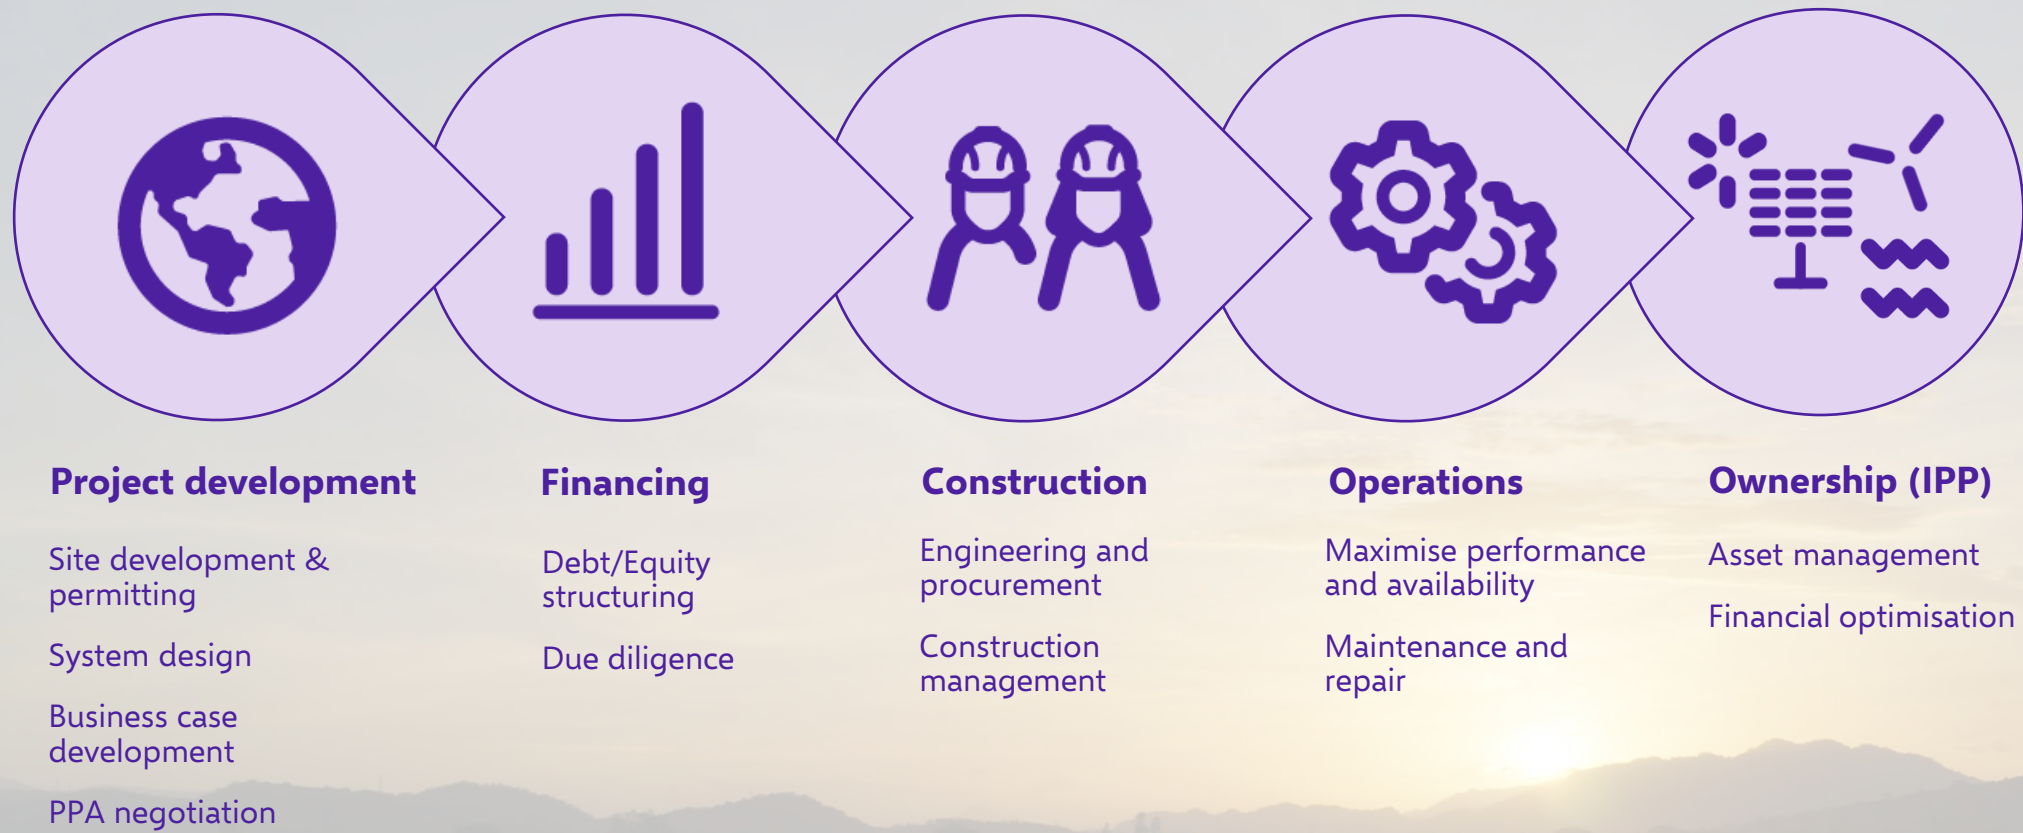 Project development
Site development &
permitting
System design
Business case
development
PPA negotiation
Financing
Debt/Equity
structuring
Due diligence
Construction
Engineering and
procurement
Construction
management
Operations
Maximise performance
and availability
Maintenance and
repair
Ownership (IPP)
Asset management
Financial optimisation